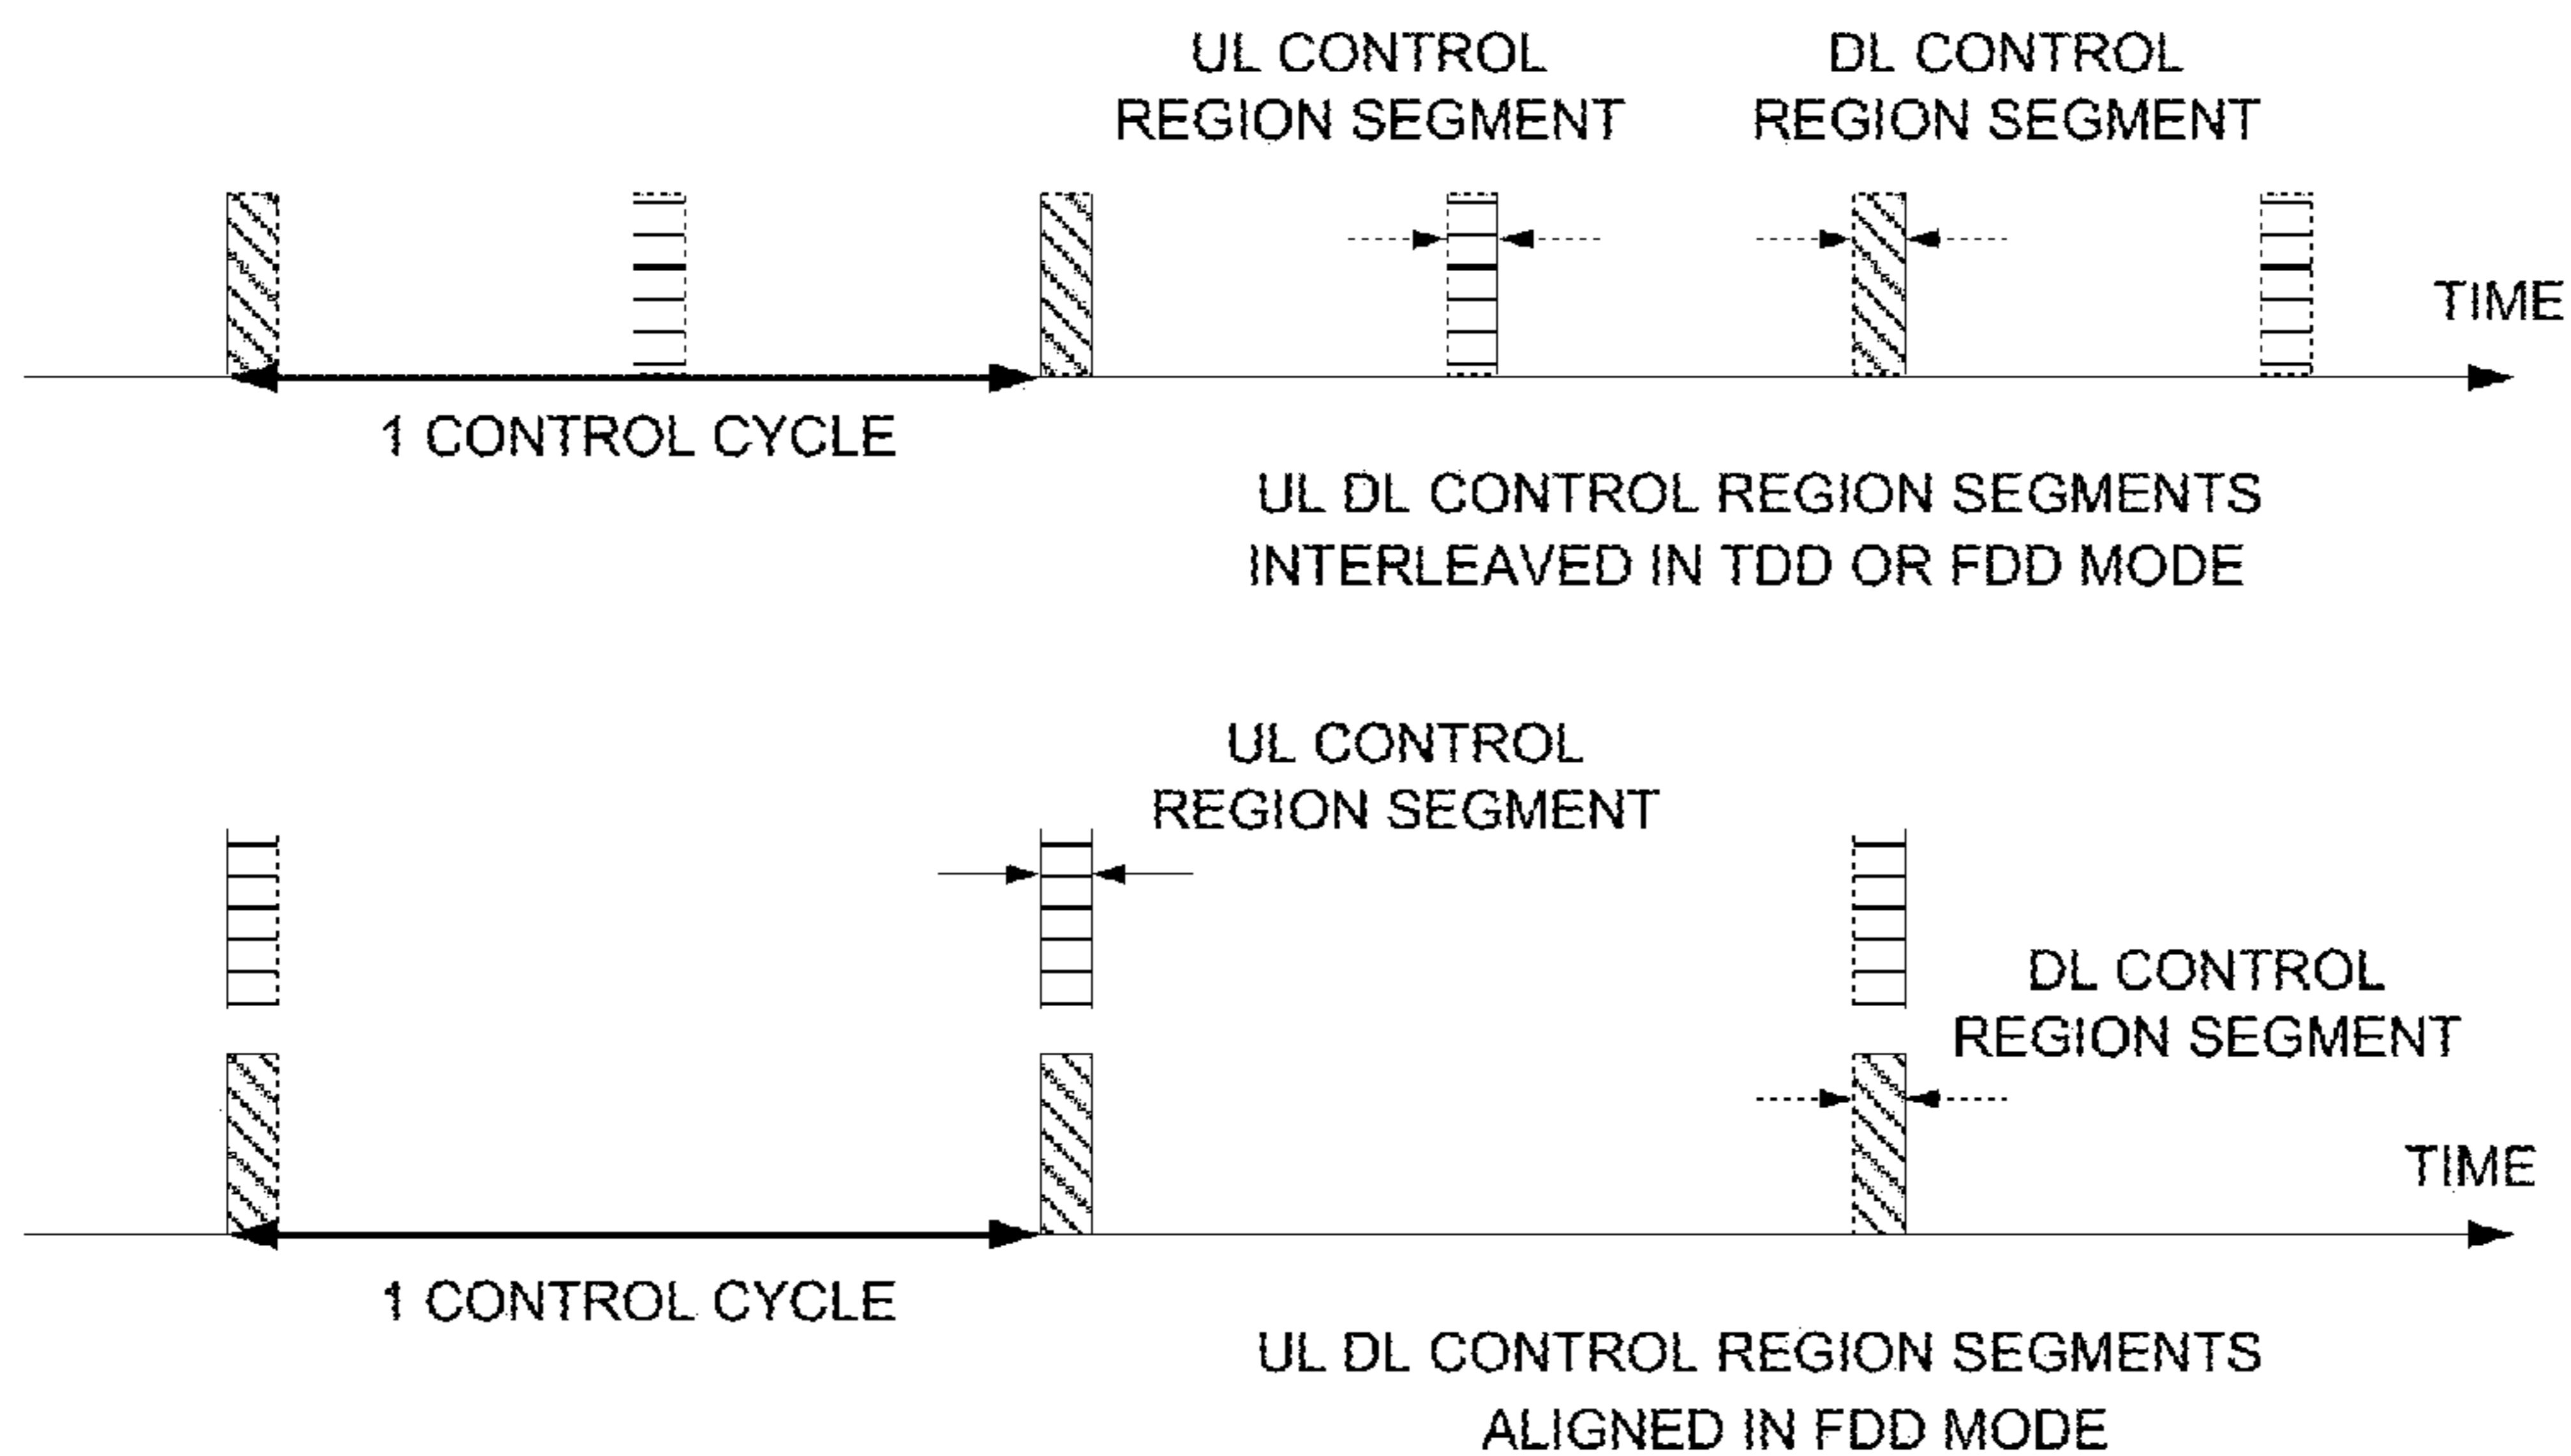 UL CONTROL
REGION SEGMENT
DL CONTROL
REGION SEGMENT
TIME
1 CONTROL CYCLE
UL DL CONTROL REGION SEGMENTS
INTERLEAVED IN TDD OR FDD MODE
UL CONTROL
REGION SEGMENT
DL CONTROL
REGION SEGMENT
TIME
1 CONTROL CYCLE
UL DL CONTROL REGION SEGMENTS
ALIGNED IN FDD MODE